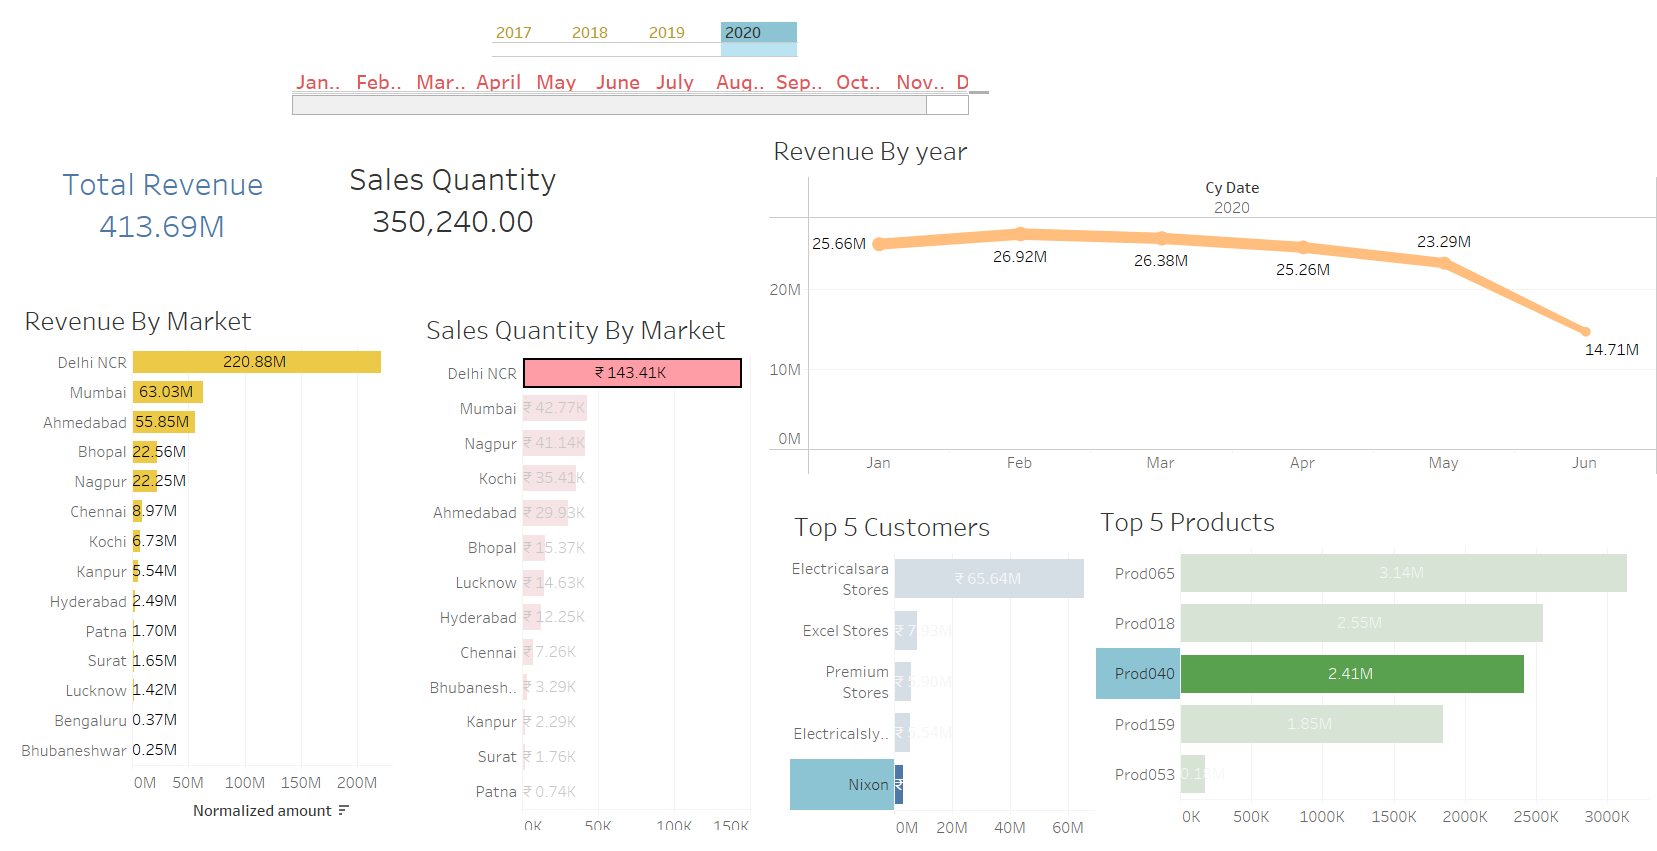 2017 2018 2019 2020
Jan.. Feb.. Mar.. April May June July Aug.. Sep.. Oct.. Nov.. D
Total Revenue
413.69M
Sales Quantity
350,240.00
Revenue By year
Cy Date
2020
25.66M 26.92M 26.38M 25.26M 23.29M 14.71M
20M
10M
0M
Jan Feb Mar Apr May Jun
Revenue By Market
Delhi NCR 220.88M
Mumbai 63.03M
Ahmedabad 55.85M
Bhopal 22.56M
Nagpur 22.25M
Chennai 8.97M
Kochi 6.73M
Kanpur 5.54M
Hyderabad 2.49M
Patna 1.70M
Surat 1.65M
Lucknow 1.42M
Bengaluru 0.37M
Bhubaneshwar 0.25M
0M 50M 100M 150M 200M
Normalized amount
Sales Quantity By Market
Delhi NCR ₹ 143.41K
Mumbai ₹ 42.77K
Nagpur ₹ 41.14K
Kochi ₹ 35.41K
Ahmedabad ₹ 29.93K
Bhopal ₹ 15.37K
Lucknow ₹ 14.63K
Hyderabad ₹ 12.25K
Chennai ₹ 7.26K
Bhubanesh.. ₹ 3.29K
Kanpur ₹ 2.29K
Surat ₹ 1.76K
Patna ₹ 0.74K
0K 50K 100K 150K
Top 5 Customers
Electricalsara
Stores ₹ 65.64M
Excel Stores ₹ 7.93M
Premium
Stores ₹ 5.90M
Electricalsly.. ₹ 5.54M
Nixon ₹
0M 20M 40M 60M
Top 5 Products
Prod065 3.14M
Prod018 2.55M
Prod040 2.41M
Prod159 1.85M
Prod053
0K 500K 1000K 1500K 2000K 2500K 3000K